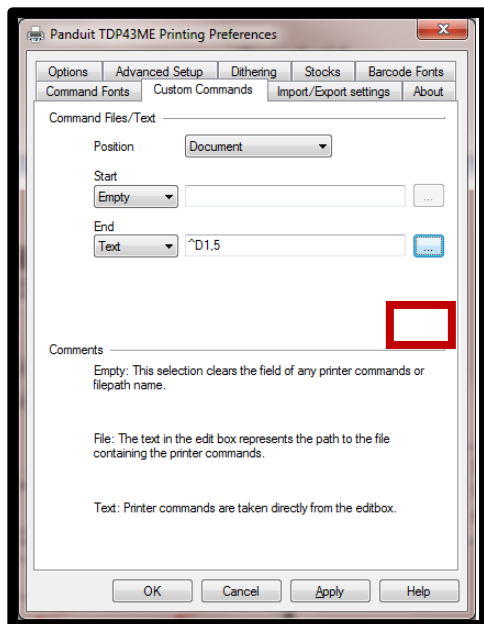 Panduit TDP43ME Printing Preferences
Options Advanced Setup Dithering Stocks Barcode Fonts
Command Fonts Custom Commands Import/Export settings About
Command Files/Text
Position Document
Start
Empty ...
End
Text ^D1,5 ...
Comments
Empty: This selection clears the field of any printer commands or
filepath name.
File: The text in the edit box represents the path to the file
containing the printer commands.
Text: Printer commands are taken directly from the editbox.
OK Cancel Apply Help